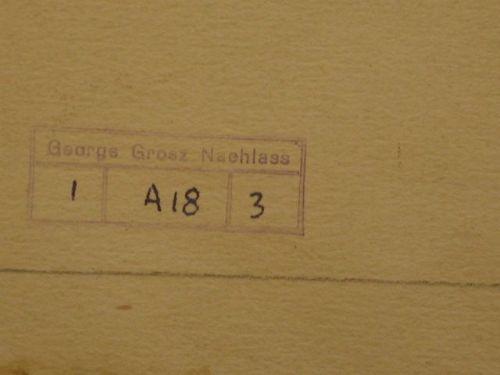 George Grosz Nachlass
1 A18 3